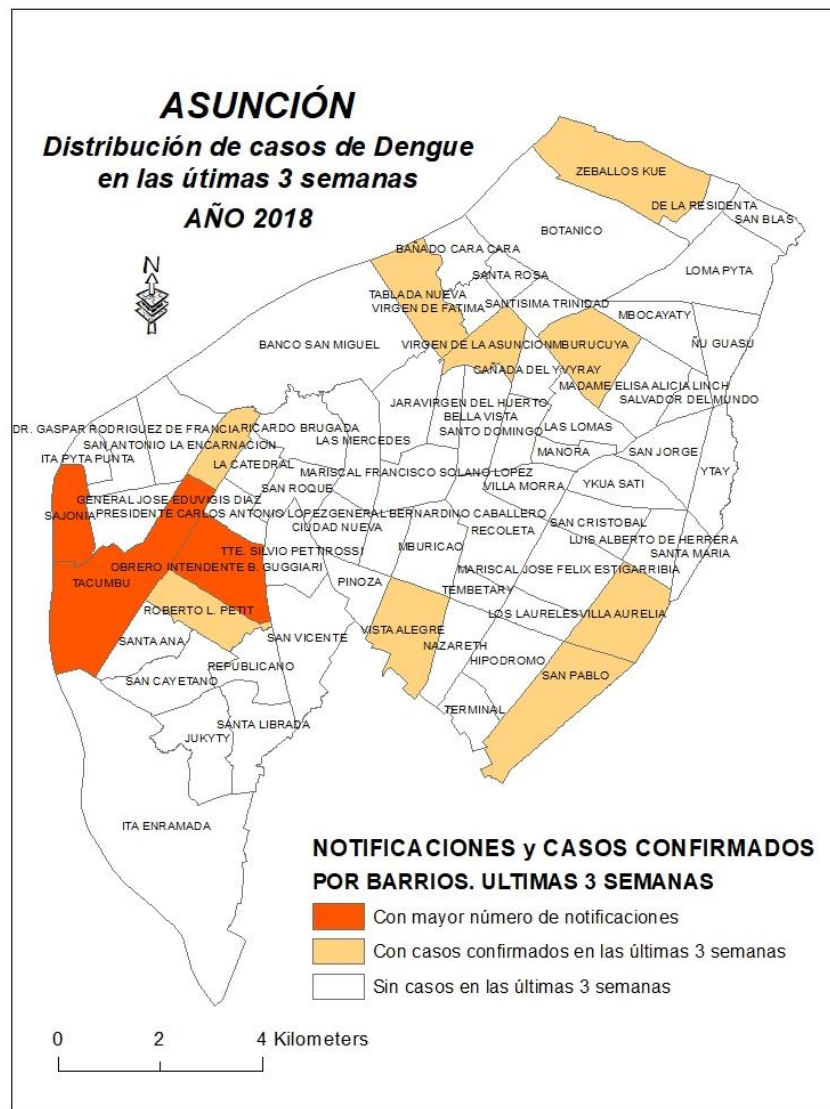 ASUNCIÓN
Distribución de casos de Dengue
en las útimas 3 semanas
AÑO 2018
N
ZEBALLOS KUE
DE LA RESIDENTA
SAN BLAS
BOTANICO
BAÑADO CARA CARA
LOMA PYTA
SANTA ROSA
TABLADA NUEVA
SANTISIMA TRINIDAD
VIRGEN DE FATIMA
MBOCAYATY
BANCO SAN MIGUEL
VIRGEN DE LA ASUNCION
MBURUCUYA
ÑU GUASU
CAÑADA DEL YVYRAY
MADAME ELISA ALICIA LINCH
SALVADOR DEL MUNDO
JARA
VIRGEN DEL HUERTO
BELLA VISTA
DR. GASPAR RODRIGUEZ DE FRANCIA
RICARDO BRUGADA
SANTO DOMINGO
LAS LOMAS
SAN ANTONIO
LA ENCARNACION
LAS MERCEDES
ITA PYTA PUNTA
MANORA
SAN JORGE
LA CATEDRAL
MARISCAL FRANCISCO SOLANO LOPEZ
YTAY
VILLA MORRA
YKUA SATI
SAN ROQUE
GENERAL JOSE EDUVIGIS DIAZ
SAJONIA
PRESIDENTE CARLOS ANTONIO LOPEZ
GENERAL BERNARDINO CABALLERO
CIUDAD NUEVA
RECOLETA
SAN CRISTOBAL
LUIS ALBERTO DE HERRERA
TTE. SILVIO PETTIROSSI
MBURICAO
SANTA MARIA
OBRERO INTENDENTE B. GUGGIARI
MARISCAL JOSE FELIX ESTIGARRIBIA
TACUMBU
PINOZA
TEMBETARY
ROBERTO L. PETIT
LOS LAURELES
VILLA AURELIA
VISTA ALEGRE
SANTA ANA
SAN VICENTE
NAZARETH
HIPODROMO
REPUBLICANO
SAN PABLO
SAN CAYETANO
TERMINAL
SANTA LIBRADA
JUKYTY
ITA ENRAMADA
NOTIFICACIONES y CASOS CONFIRMADOS
POR BARRIOS. ULTIMAS 3 SEMANAS
Con mayor número de notificaciones
Con casos confirmados en las últimas 3 semanas
Sin casos en las últimas 3 semanas
0 2 4 Kilometers